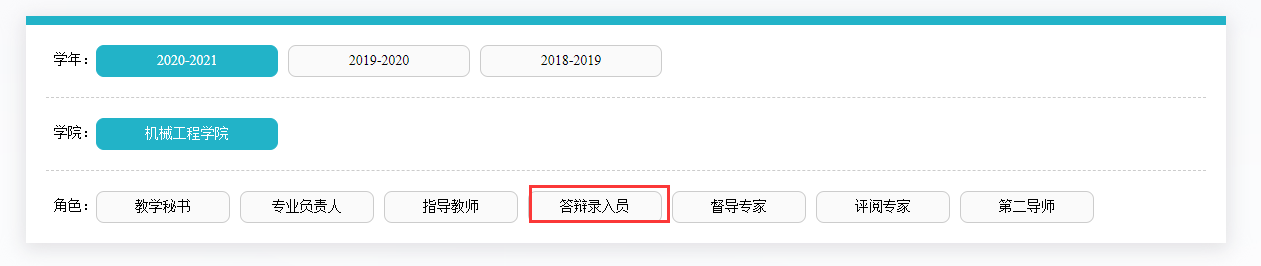 学年： 2020-2021 2019-2020 2018-2019
学院： 机械工程学院
角色： 教学秘书 专业负责人 指导教师 答辩录入员 督导专家 评阅专家 第二导师